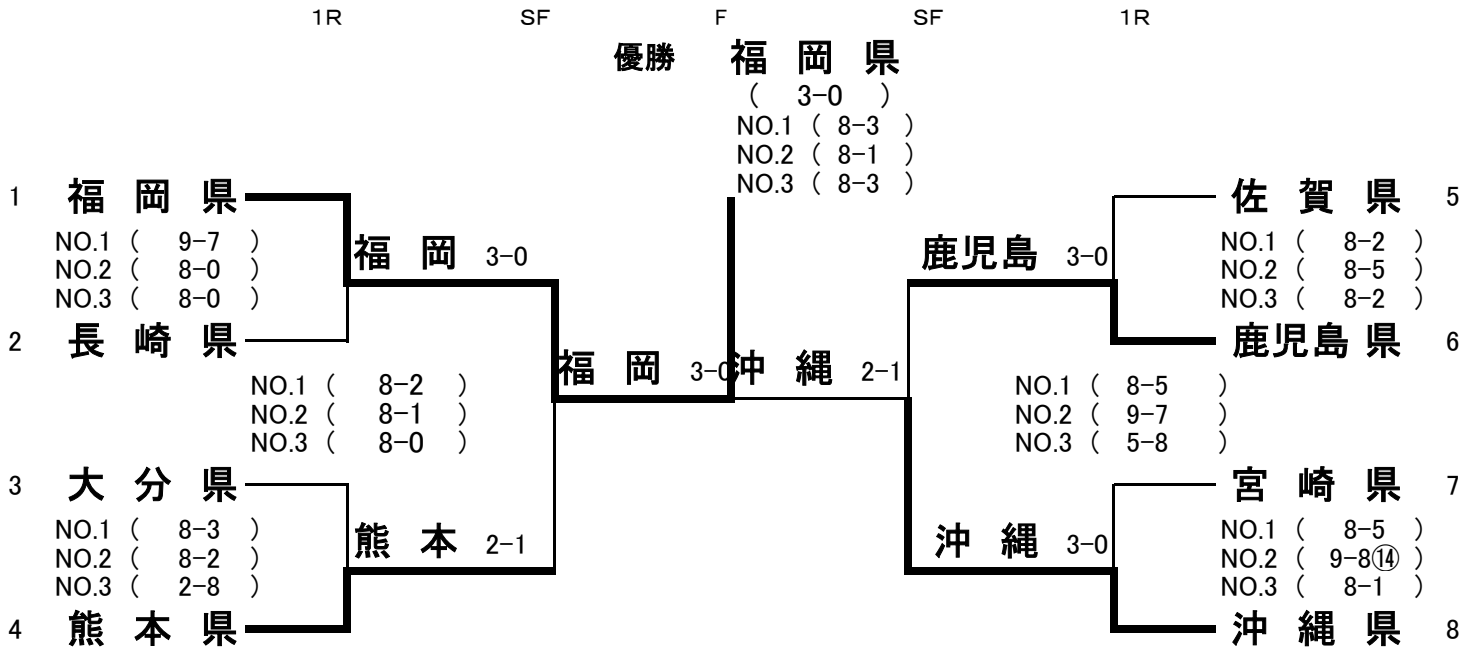 1R SF F SF 1R
優勝 福岡県
( 3-0 )
NO.1 ( 8-3 )
NO.2 ( 8-1 )
NO.3 ( 8-3 )
1 福岡県
NO.1 ( 9-7 )
NO.2 ( 8-0 )
NO.3 ( 8-0 )
福岡 3-0
2 長崎県
NO.1 ( 8-2 )
NO.2 ( 8-1 )
NO.3 ( 8-0 )
福岡 3-0
3 大分県
NO.1 ( 8-3 )
NO.2 ( 8-2 )
NO.3 ( 2-8 )
熊本 2-1
4 熊本県
佐賀県 5
NO.1 ( 8-2 )
NO.2 ( 8-5 )
NO.3 ( 8-2 )
鹿児島 3-0
鹿児島県 6
沖縄 2-1
NO.1 ( 8-5 )
NO.2 ( 9-7 )
NO.3 ( 5-8 )
宮崎県 7
NO.1 ( 8-5 )
NO.2 ( 9-8⑭ )
NO.3 ( 8-1 )
沖縄 3-0
沖縄県 8